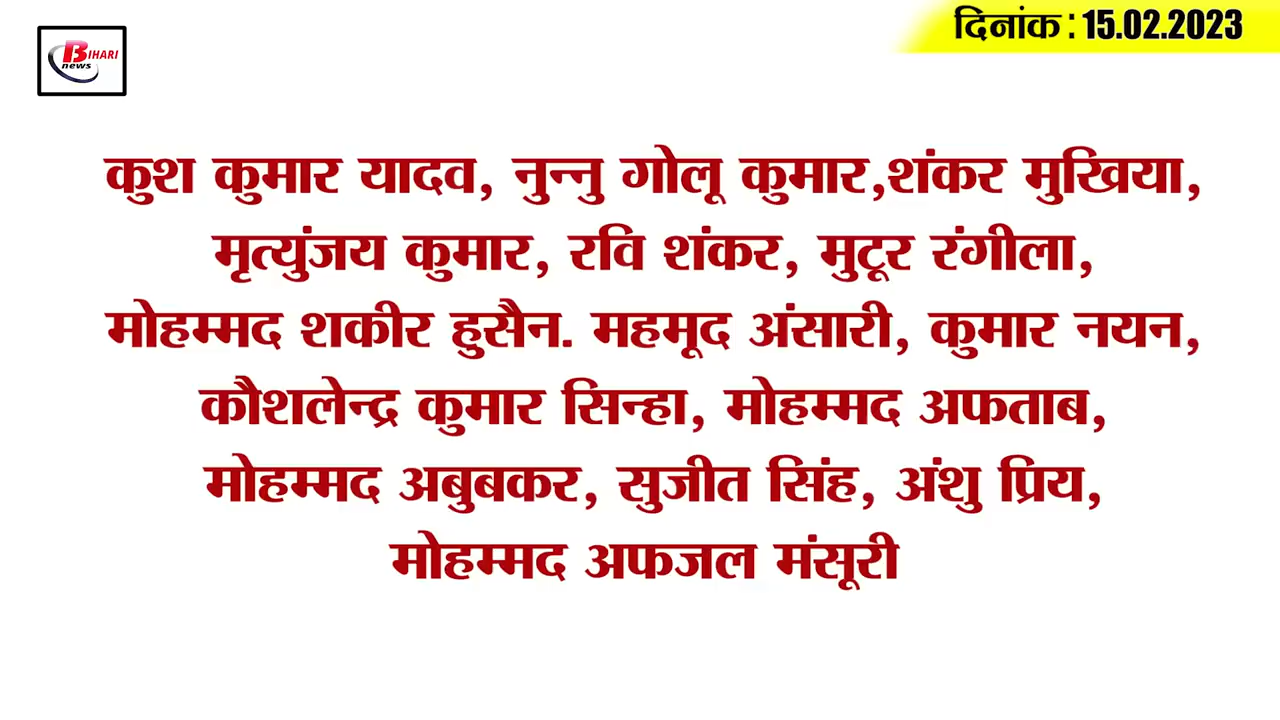 BIHARI
news
दिनांक : 15.02.2023
कुश कुमार यादव, नुन्नु गोलू कुमार,शंकर मुखिया,
मृत्युंजय कुमार, रवि शंकर, मुटूर रंगीला,
मोहम्मद शकीर हुसैन. महमूद अंसारी, कुमार नयन,
कौशलेन्द्र कुमार सिन्हा, मोहम्मद अफताब,
मोहम्मद अबुबकर, सुजीत सिंह, अंशु प्रिय,
मोहम्मद अफजल मंसूरी